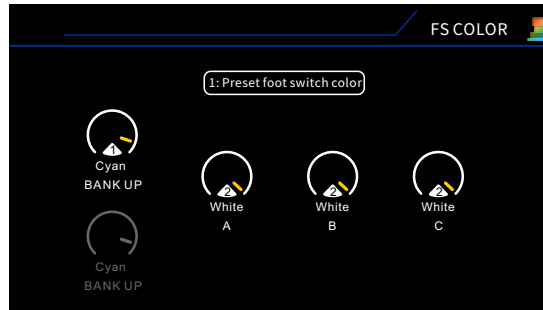 FS COLOR
1: Preset foot switch color
1
Cyan
BANK UP
2
White
A
2
White
B
2
White
C
Cyan
BANK UP